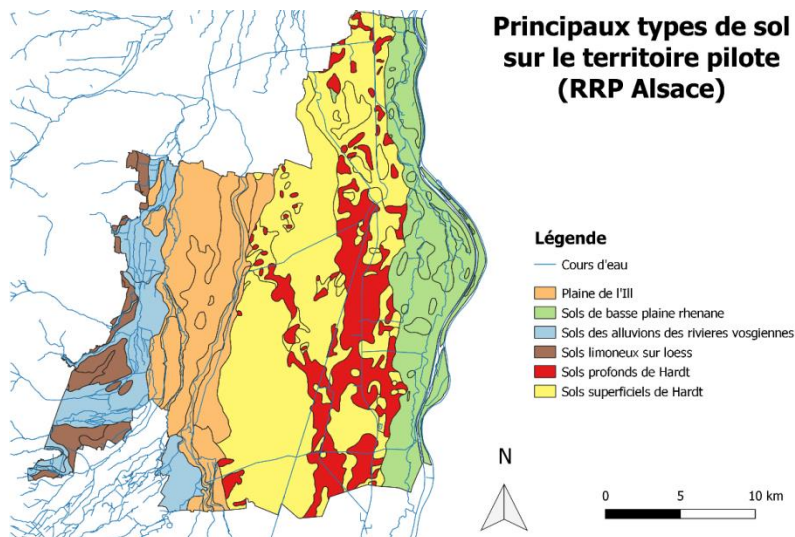 Principaux types de sol
sur le territoire pilote
(RRP Alsace)
Légende
Cours d'eau
Plaine de l'Ill
Sols de basse plaine rhenane
Sols des alluvions des rivieres vosgiennes
Sols limoneux sur loess
Sols profonds de Hardt
Sols superficiels de Hardt
N
0 5 10 km